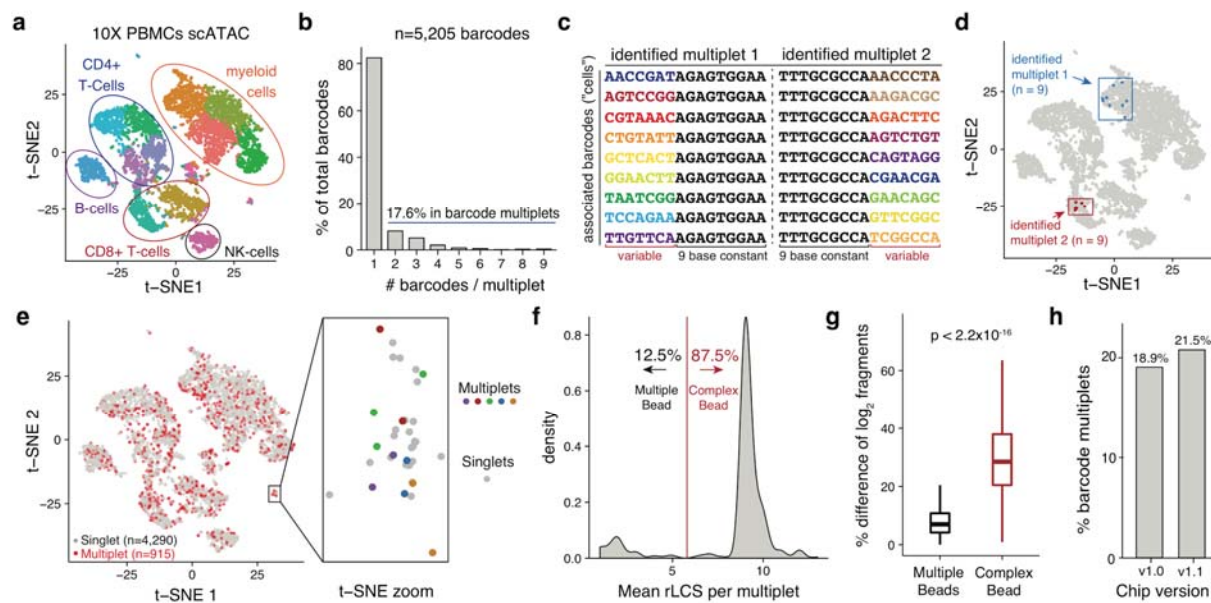 a
10X PBMCs scATAC
CD4+
T-Cells
myeloid
cells
B-cells
CD8+ T-cells
NK-cells
t-SNE2
25
0
-25
-25
0
25
t-SNE1
b
n=5,205 barcodes
% of total barcodes
80
60
40
20
0
17.6% in barcode multiplets
1 2 3 4 5 6 7 8 9
# barcodes / multiplet
c
identified multiplet 1 identified multiplet 2
associated barcodes ("cells")
AACCGATAGAGTGGAA TTTGCGCCAAACCCTA
AGTCCGGAGAGTGGAA TTTGCGCCAAAGACGC
CGTAAACAGAGTGGAA TTTGCGCCAAGACTTC
CTGTATTAGAGTGGAA TTTGCGCCAAGTCTGT
GCTCACTAGAGTGGAA TTTGCGCCACAGTAGG
GGAACTTAGAGTGGAA TTTGCGCCACGAACGA
TAATCGGAGAGTGGAA TTTGCGCCAGAACAGC
TCCAGAAAGAGTGGAA TTTGCGCCAGTTCGGC
TTGTTCAAGAGTGGAA TTTGCGCCATCGGCCA
variable 9 base constant 9 base constant variable
d
identified
multiplet 1
(n = 9)
identified
multiplet 2 (n = 9)
t-SNE2
25
0
-25
-25
0
25
t-SNE1
e
t-SNE 2
25
0
-25
Singlet (n=4,290)
Multiplet (n=915)
-25
0
25
t-SNE 1
Multiplets
Singlets
t-SNE zoom
f
12.5%
Multiple
Bead
87.5%
Complex
Bead
density
0.8
0.6
0.4
0.2
0.0
5
10
Mean rLCS per multiplet
g
p < 2.2x10⁻¹⁶
% difference of log₂ fragments
60
40
20
0
Multiple
Beads
Complex
Bead
h
% barcode multiplets
20
10
0
18.9%
21.5%
v1.0
v1.1
Chip version